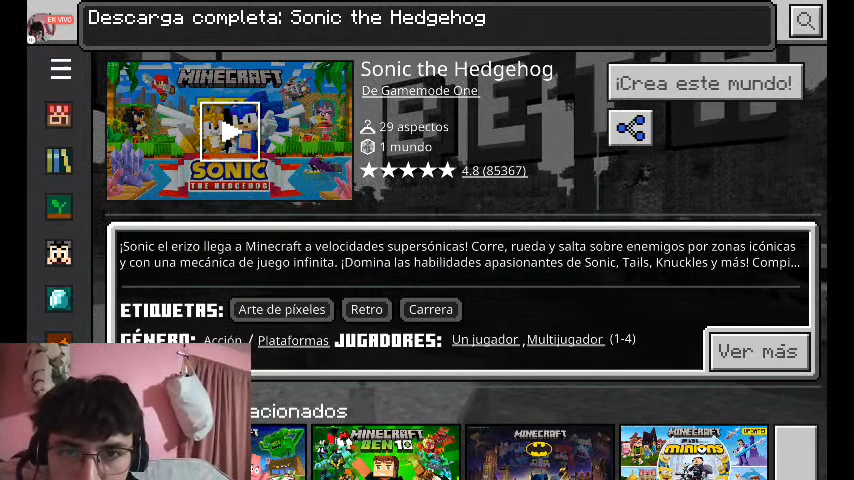 EN VIVO
Descarga completa: Sonic the Hedgehog
MINECRAFT
SONIC
THE HEDGEHOG
Sonic the Hedgehog
De Gamemode One
29 aspectos
1 mundo
4.8 (85367)
¡Crea este mundo!
¡Sonic el erizo llega a Minecraft a velocidades supersónicas! Corre, rueda y salta sobre enemigos por zonas icónicas
y con una mecánica de juego infinita. ¡Domina las habilidades apasionantes de Sonic, Tails, Knuckles y más! Compi...
ETIQUETAS: Arte de píxeles Retro Carrera
GÉNERO: Acción / Plataformas JUGADORES: Un jugador , Multijugador (1-4)
Ver más
acionados
MINECRAFT
BEN 10
MINECRAFT
MINECRAFT
MINIONS
UPDATE!